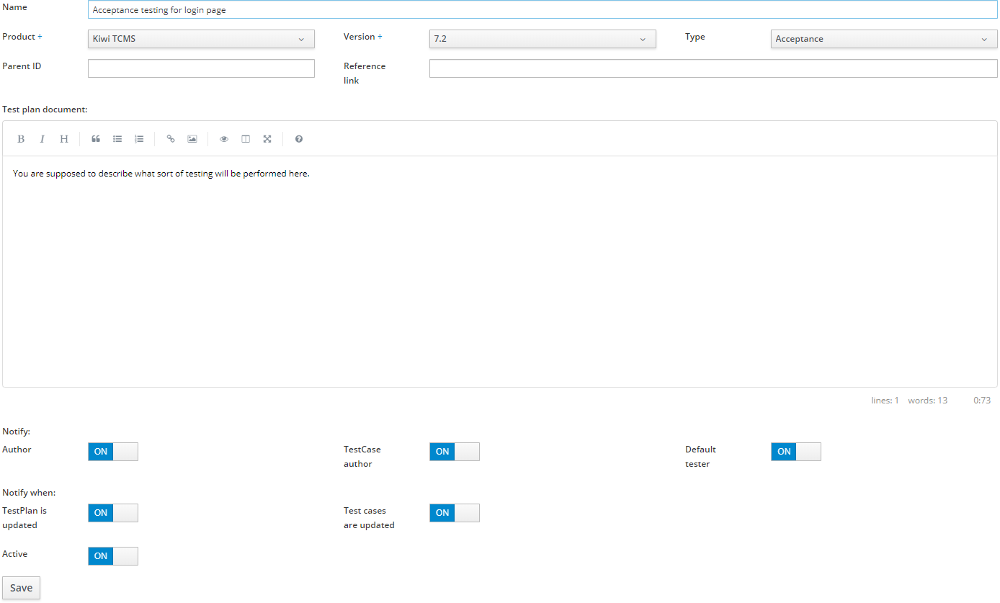 Name Acceptance testing for login page
Product + Kiwi TCMS Version + 7.2 Type Acceptance
Parent ID Reference link
Test plan document:
B I H
You are supposed to describe what sort of testing will be performed here.
lines: 1 words: 13 0:73
Notify:
Author ON TestCase author ON Default tester ON
Notify when:
TestPlan is updated ON Test cases are updated ON
Active ON
Save